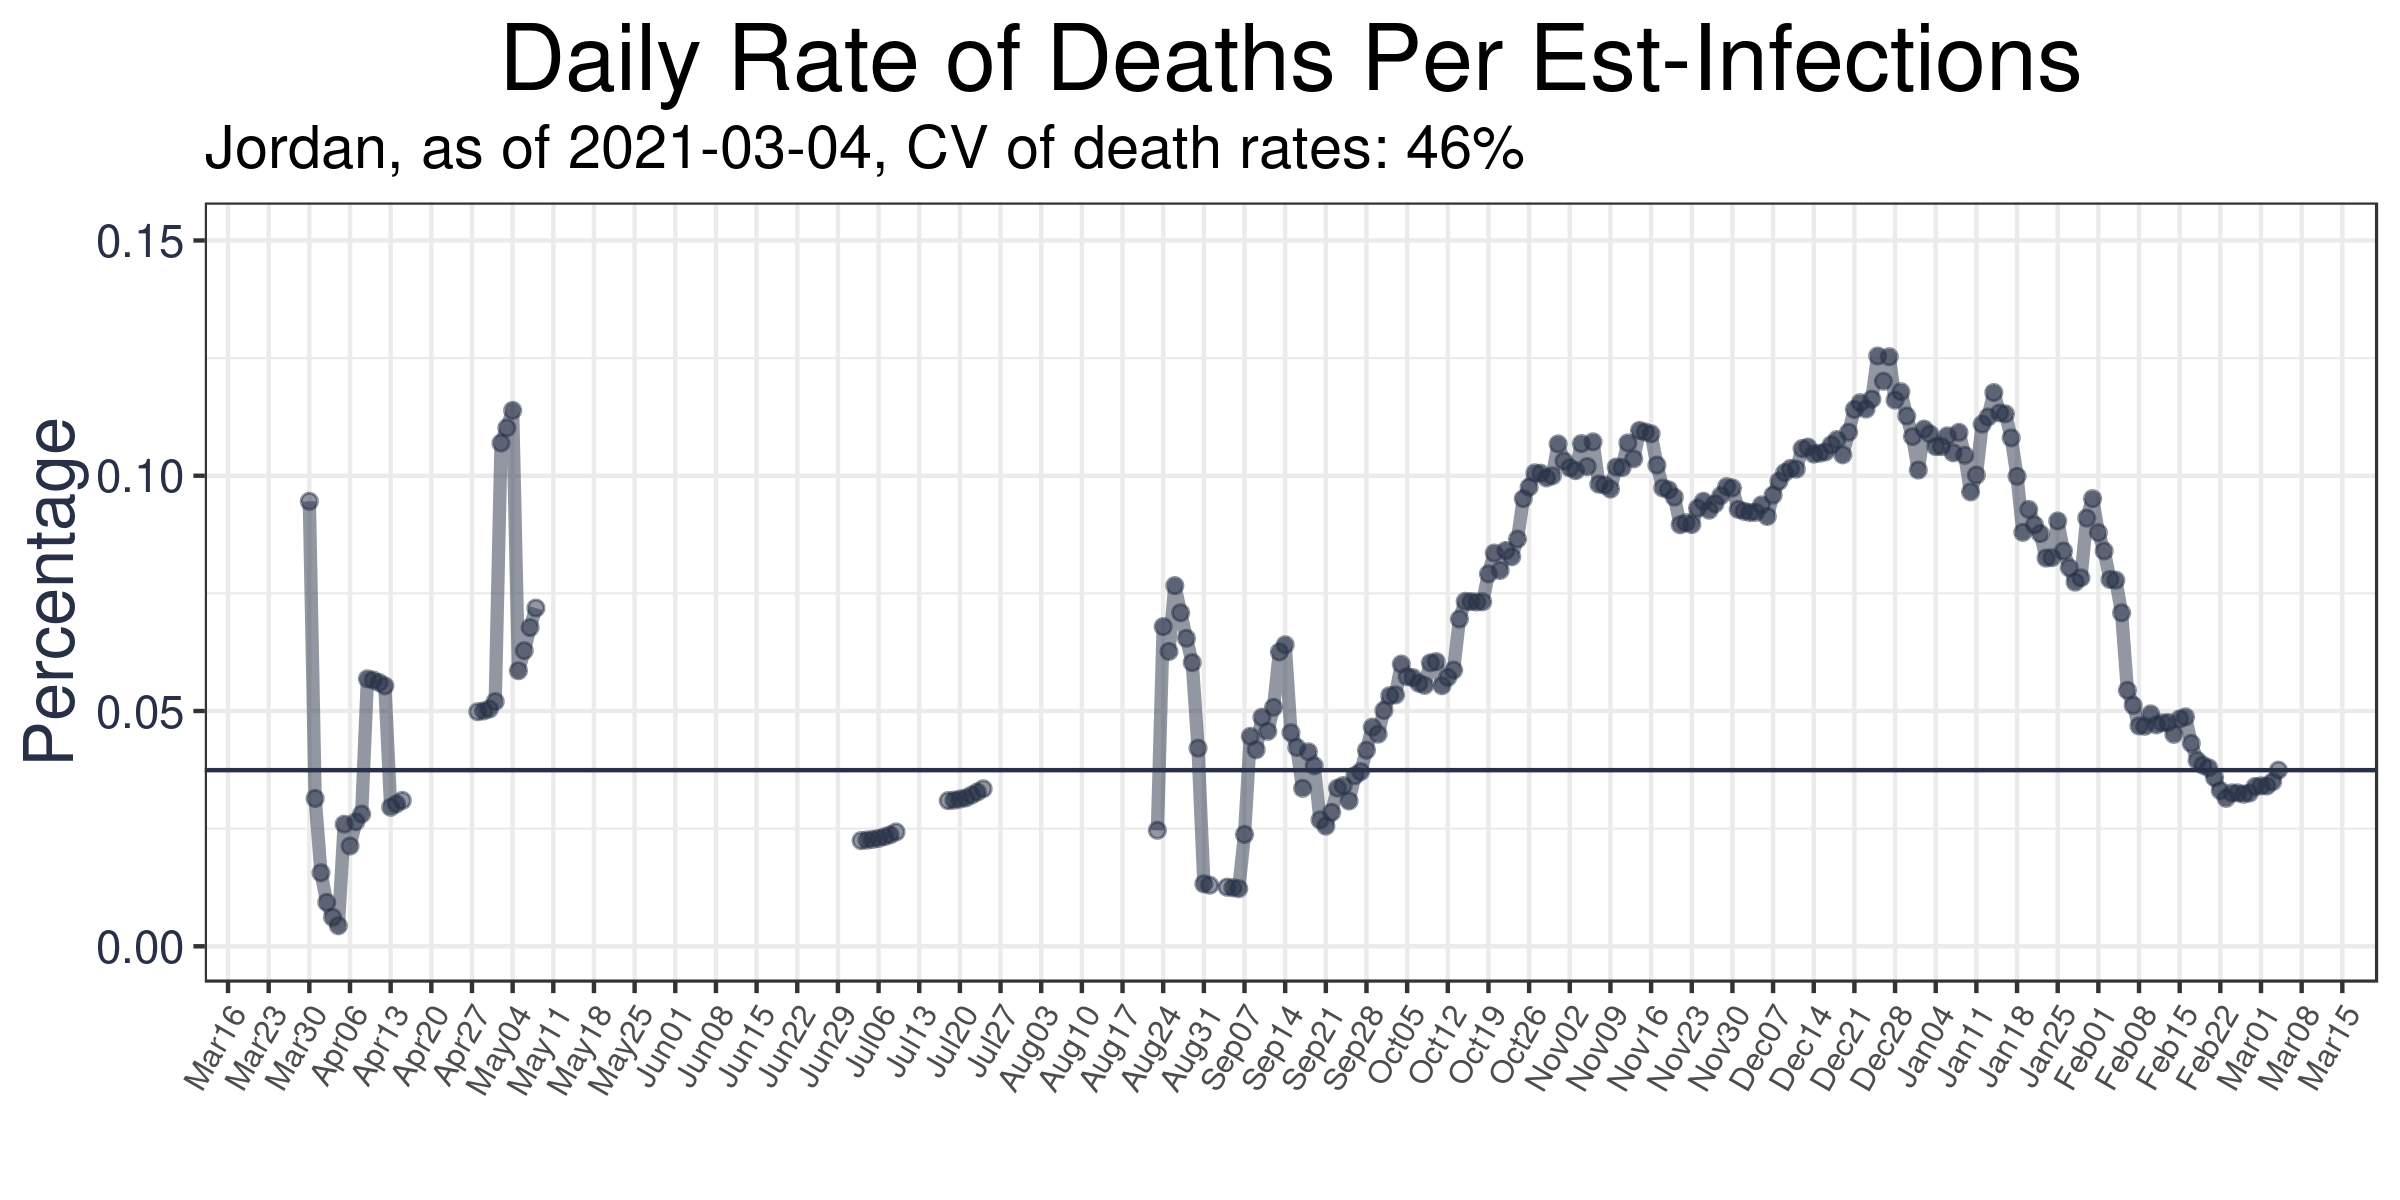 Daily Rate of Deaths Per Est-Infections
Jordan, as of 2021-03-04, CV of death rates: 46%
Percentage
0.15
0.10
0.05
0.00
Mar16
Mar23
Mar30
Apr06
Apr13
Apr20
Apr27
May04
May11
May18
May25
Jun01
Jun08
Jun15
Jun22
Jun29
Jul06
Jul13
Jul20
Jul27
Aug03
Aug10
Aug17
Aug24
Aug31
Sep07
Sep14
Sep21
Sep28
Oct05
Oct12
Oct19
Oct26
Nov02
Nov09
Nov16
Nov23
Nov30
Dec07
Dec14
Dec21
Dec28
Jan04
Jan11
Jan18
Jan25
Feb01
Feb08
Feb15
Feb22
Mar01
Mar08
Mar15